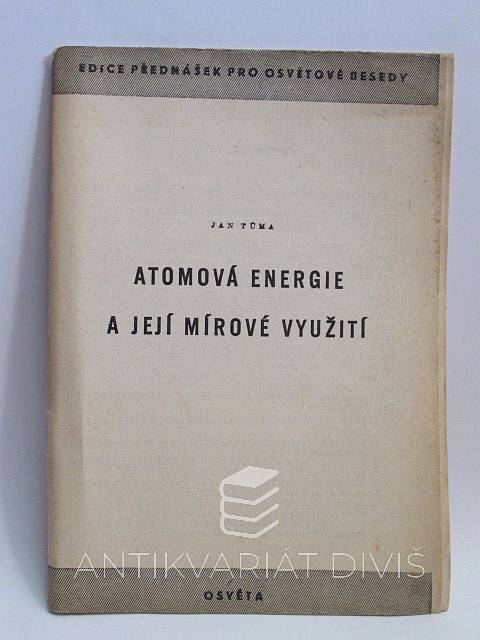 EDICE PŘEDNÁŠEK PRO OSVĚTOVÉ BESEDY
JAN TŮMA
ATOMOVÁ ENERGIE
A JEJÍ MÍROVÉ VYUŽITÍ
ANTIKVARIÁT DIVIŠ
OSVĚTA